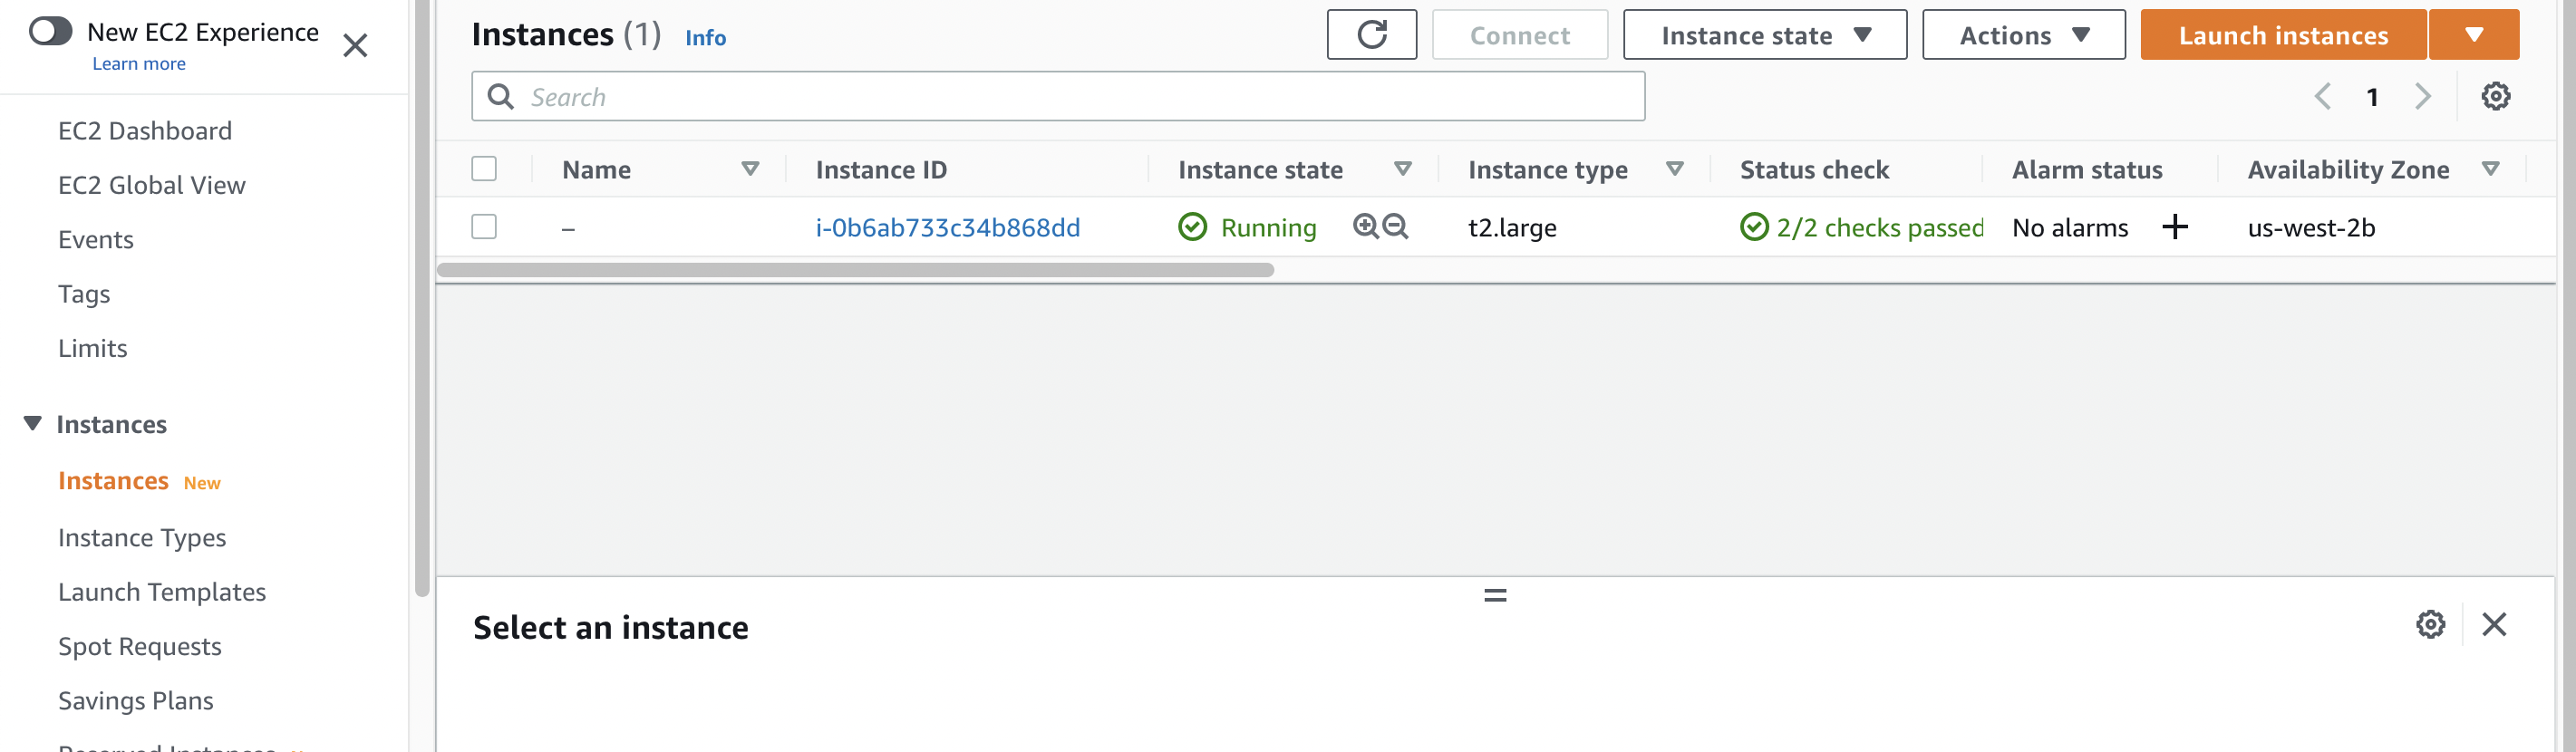 New EC2 Experience
Learn more
EC2 Dashboard
EC2 Global View
Events
Tags
Limits
Instances
Instances New
Instance Types
Launch Templates
Spot Requests
Savings Plans
Reserved Instances
Instances (1) Info
Connect
Instance state
Actions
Launch instances
Search
1
Name Instance ID Instance state Instance type Status check Alarm status Availability Zone
– i-0b6ab733c34b868dd Running t2.large 2/2 checks passed No alarms + us-west-2b
Select an instance